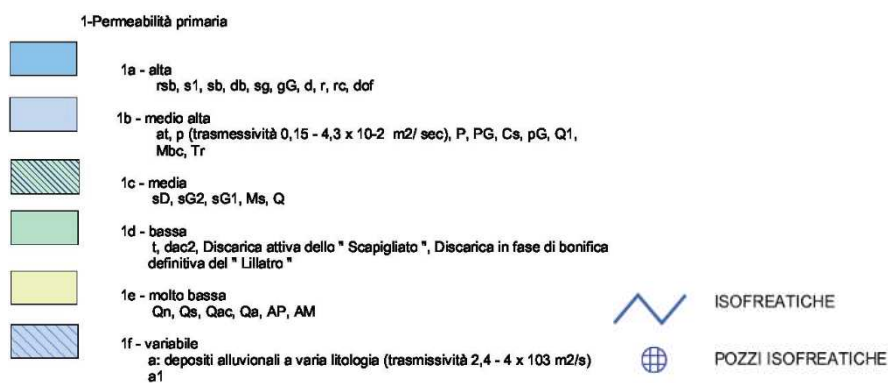 1-Permeabilità primaria
1a - alta
rsb, s1, sb, db, sg, gG, d, r, rc, dof
1b - medio alta
at, p (trasmessività 0,15 - 4,3 x 10-2 m2/ sec), P, PG, Cs, pG, Q1,
Mbc, Tr
1c - media
sD, sG2, sG1, Ms, Q
1d - bassa
t, dac2, Discarica attiva dello " Scapigliato ", Discarica in fase di bonifica
definitiva del " Lillatro "
1e - molto bassa
Qn, Qs, Qac, Qa, AP, AM
1f - variabile
a: depositi alluvionali a varia litologia (trasmissività 2,4 - 4 x 103 m2/s)
a1
ISOFREATICHE
POZZI ISOFREATICHE